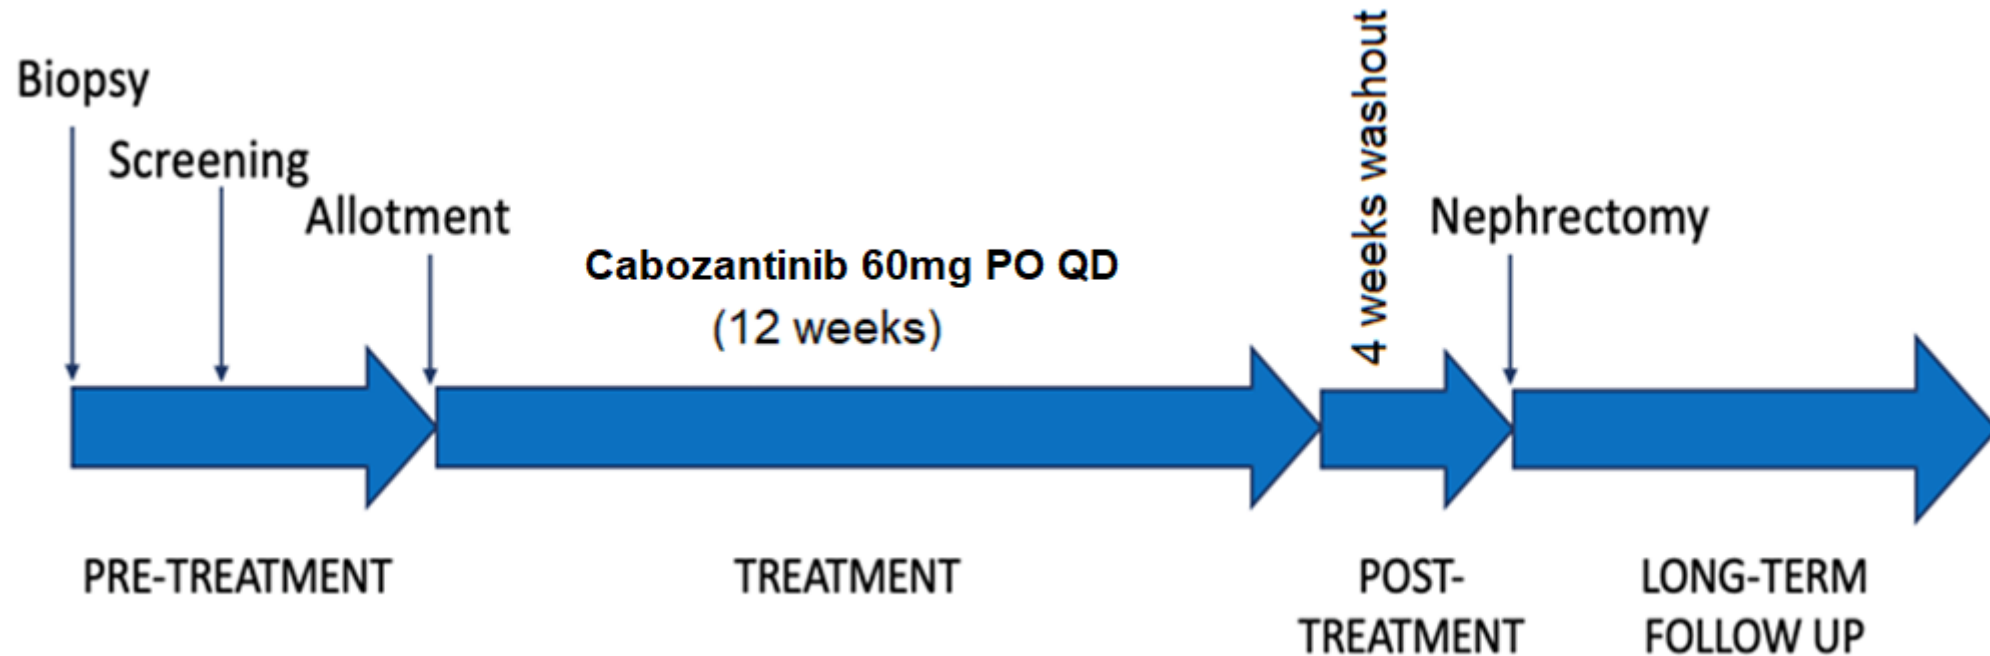 Biopsy
Screening
Allotment
Cabozantinib 60mg PO QD
(12 weeks)
4 weeks washout
Nephrectomy
PRE-TREATMENT
TREATMENT
POST-
TREATMENT
LONG-TERM
FOLLOW UP